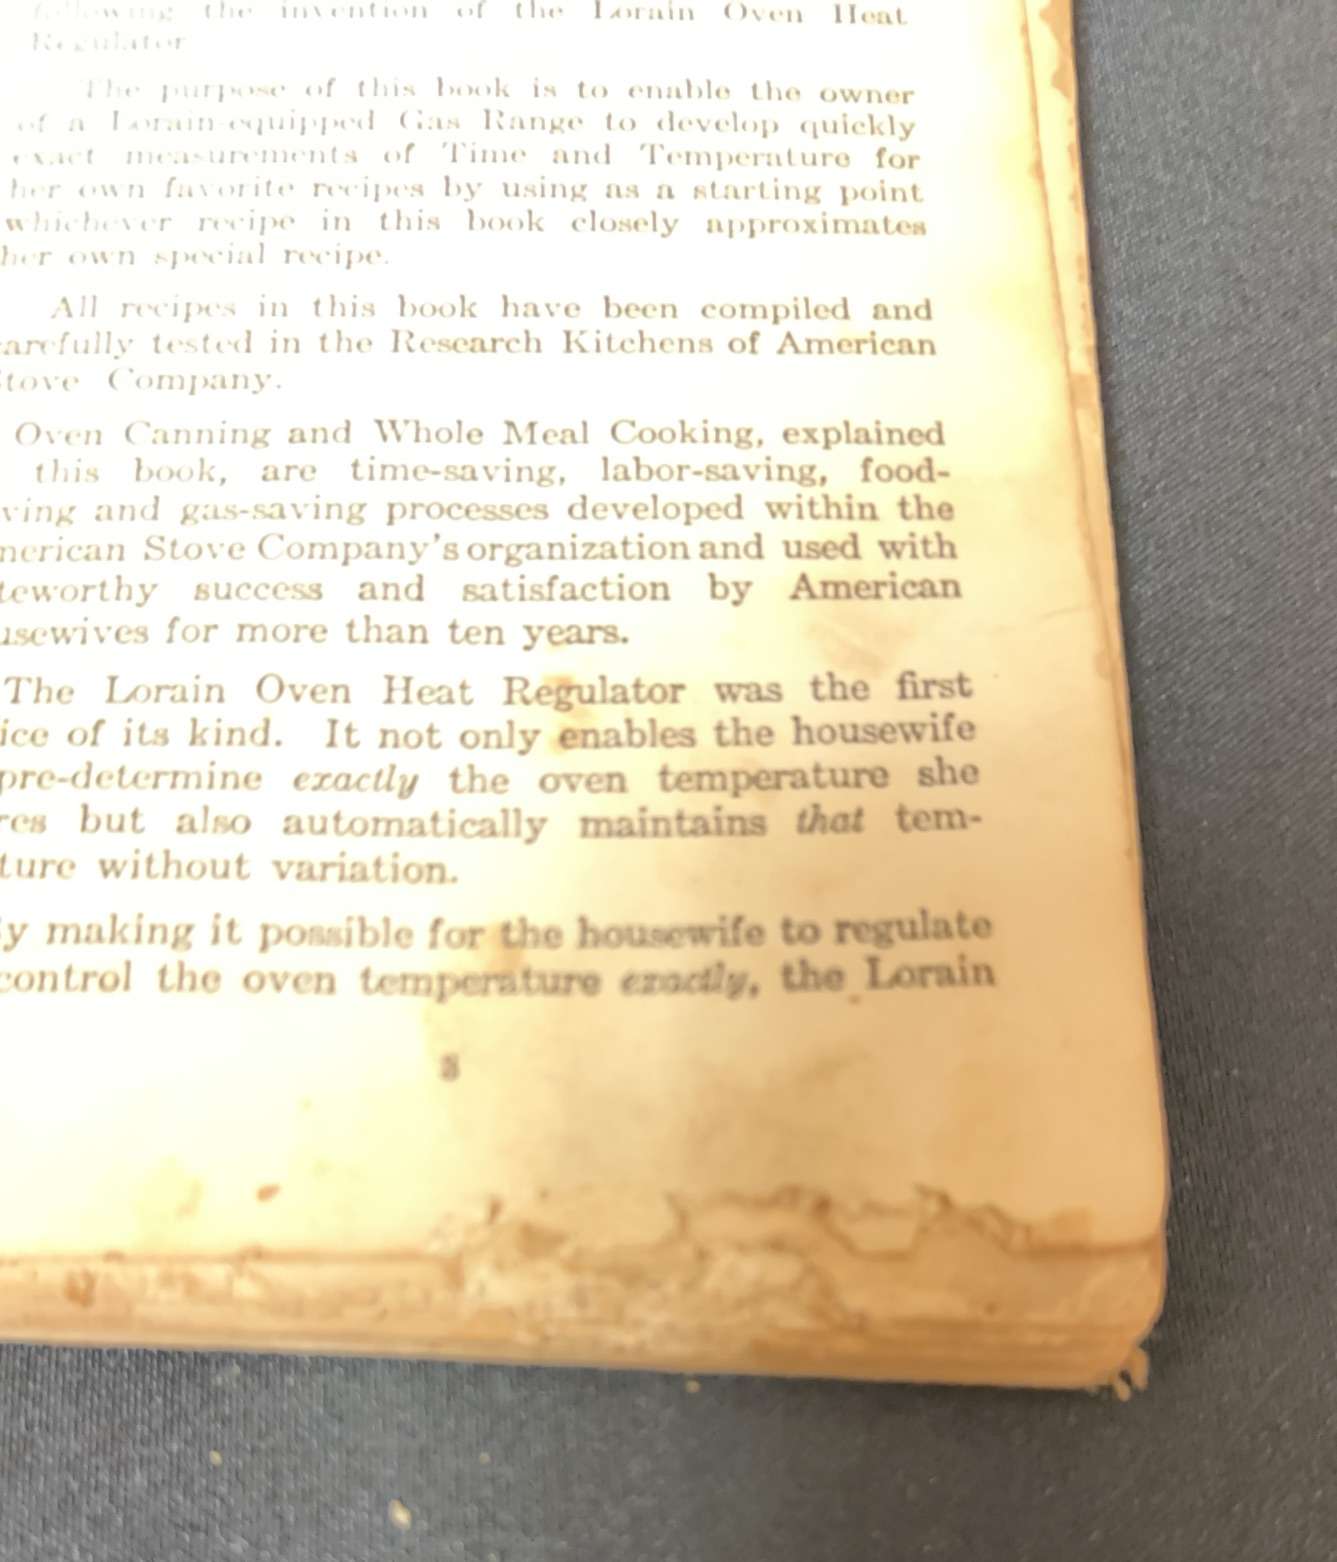 following the invention of the Lorain Oven Heat
Regulator
The purpose of this book is to enable the owner
of a Lorain-equipped Gas Range to develop quickly
exact measurements of Time and Temperature for
her own favorite recipes by using as a starting point
whichever recipe in this book closely approximates
her own special recipe.
All recipes in this book have been compiled and
arefully tested in the Research Kitchens of American
Stove Company.
Oven Canning and Whole Meal Cooking, explained
this book, are time-saving, labor-saving, food-
ving and gas-saving processes developed within the
merican Stove Company's organization and used with
teworthy success and satisfaction by American
usewives for more than ten years.
The Lorain Oven Heat Regulator was the first
ice of its kind. It not only enables the housewife
pre-determine exactly the oven temperature she
res but also automatically maintains that tem-
ture without variation.
y making it possible for the housewife to regulate
control the oven temperature exactly, the Lorain